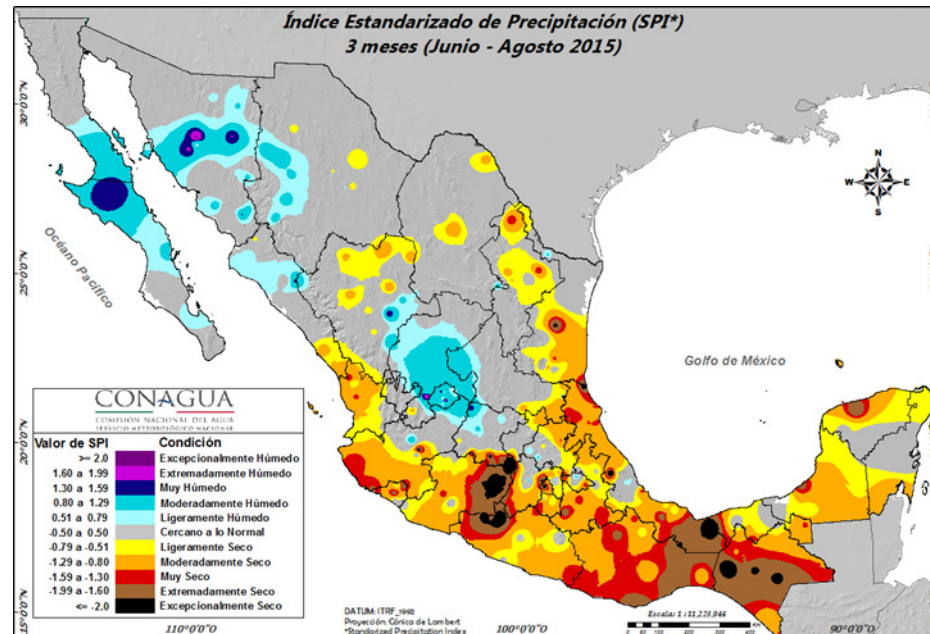 Índice Estandarizado de Precipitación (SPI*)
3 meses (Junio - Agosto 2015)
30°0'0"N
25°0'0"N
20°0'0"N
15°0'0"N
N
W E
S
Océano Pacífico
Golfo de México
CONAGUA
COMISIÓN NACIONAL DEL AGUA
SERVICIO METEOROLÓGICO NACIONAL
Valor de SPI Condición
>= 2.0 Excepcionalmente Húmedo
1.60 a 1.99 Extremadamente Húmedo
1.30 a 1.59 Muy Húmedo
0.80 a 1.29 Moderadamente Húmedo
0.51 a 0.79 Ligeramente Húmedo
-0.50 a 0.50 Cercano a lo Normal
-0.79 a -0.51 Ligeramente Seco
-1.29 a -0.80 Moderadamente Seco
-1.59 a -1.30 Muy Seco
-1.99 a -1.60 Extremadamente Seco
<= -2.0 Excepcionalmente Seco
DATUM: ITRF_1992
Proyección: Cónica de Lambert
*Standarized Precipitation Index
Escala: 1 : 11,228,044
110°0'0"O 100°0'0"O 90°0'0"O